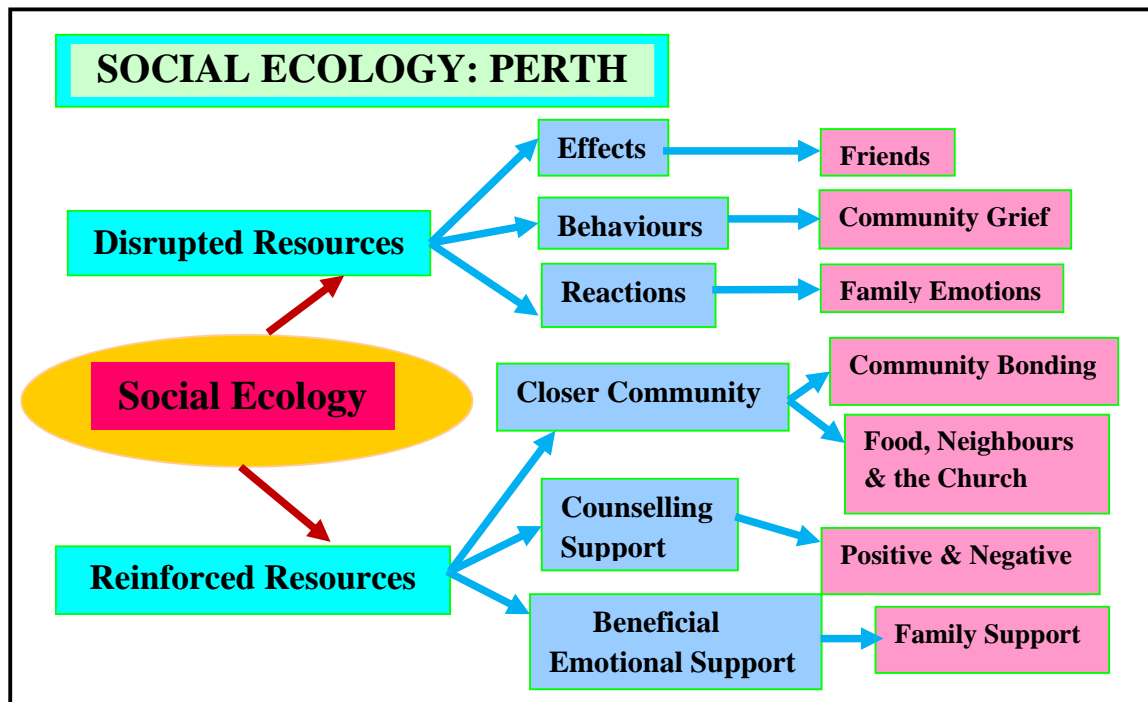 SOCIAL ECOLOGY: PERTH
Effects
Friends
Behaviours
Community Grief
Disrupted Resources
Reactions
Family Emotions
Social Ecology
Closer Community
Community Bonding
Food, Neighbours
& the Church
Counselling
Support
Positive & Negative
Reinforced Resources
Beneficial
Emotional Support
Family Support